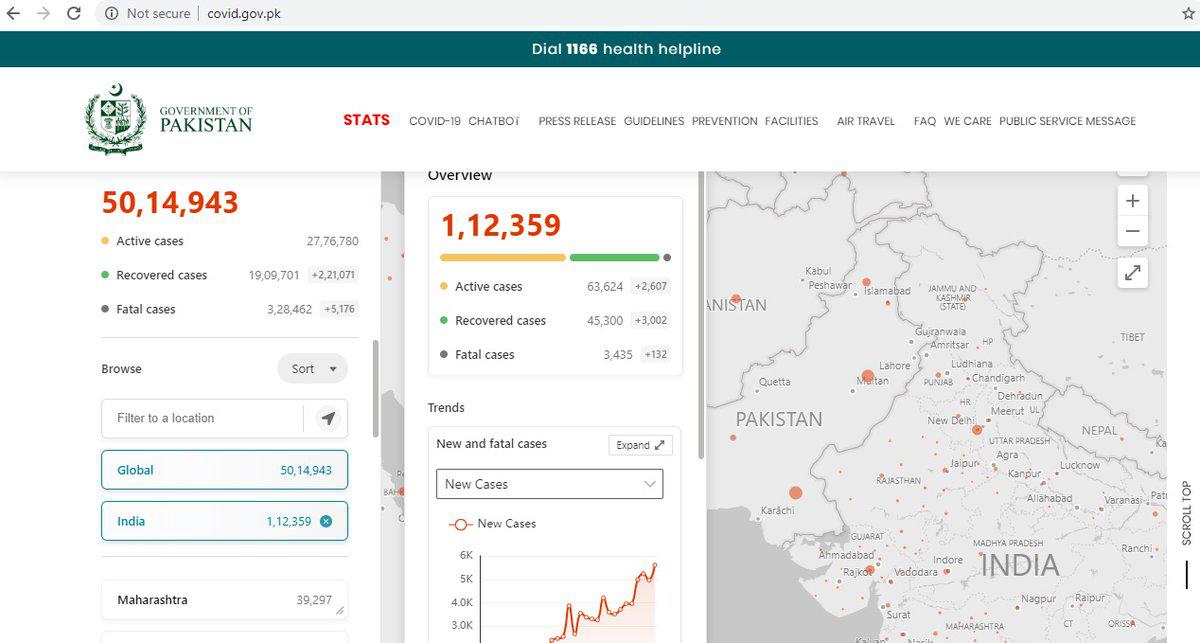 Not secure | covid.gov.pk
Dial 1166 health helpline
GOVERNMENT OF
PAKISTAN
STATS COVID-19 CHATBOT PRESS RELEASE GUIDELINES PREVENTION FACILITIES AIR TRAVEL FAQ WE CARE PUBLIC SERVICE MESSAGE
50,14,943
Active cases 27,76,780
Recovered cases 19,09,701 +2,21,071
Fatal cases 3,28,462 +5,176
Browse
Sort
Filter to a location
Global 50,14,943
India 1,12,359
Maharashtra 39,297
Overview
1,12,359
Active cases 63,624 +2,607
Recovered cases 45,300 +3,002
Fatal cases 3,435 +132
Trends
New and fatal cases
Expand
New Cases
New Cases
6K
5K
4.0K
3.0K
Kabul
Peshawar
Islamabad
JAMMU AND
KASHMIR
(STATE)
ANISTAN
TIBET
Gujranwala
Amritsar
HP
Lahore
Ludhiana
Quetta
Multan
PUNJAB
Chandigarh
Dehradun
HR
Meerut
UL
PAKISTAN
New Delhi
NEPAL
UTTAR PRADESH
Agra
Ka
Jaipur
Lucknow
Kanpur
RAJASTHAN
Allahabad
Varanasi
Pat
Karāchi
BAH
GUJARAT
MADHYA PRADESH
Ahmadabad
Indore
INDIA
Ranchi
Rajkot
Vadodara
Nagpur
Raipur
Surat
CT
ORISSA
MAHARASHTRA
Nasik
+
−
SCROLL TOP